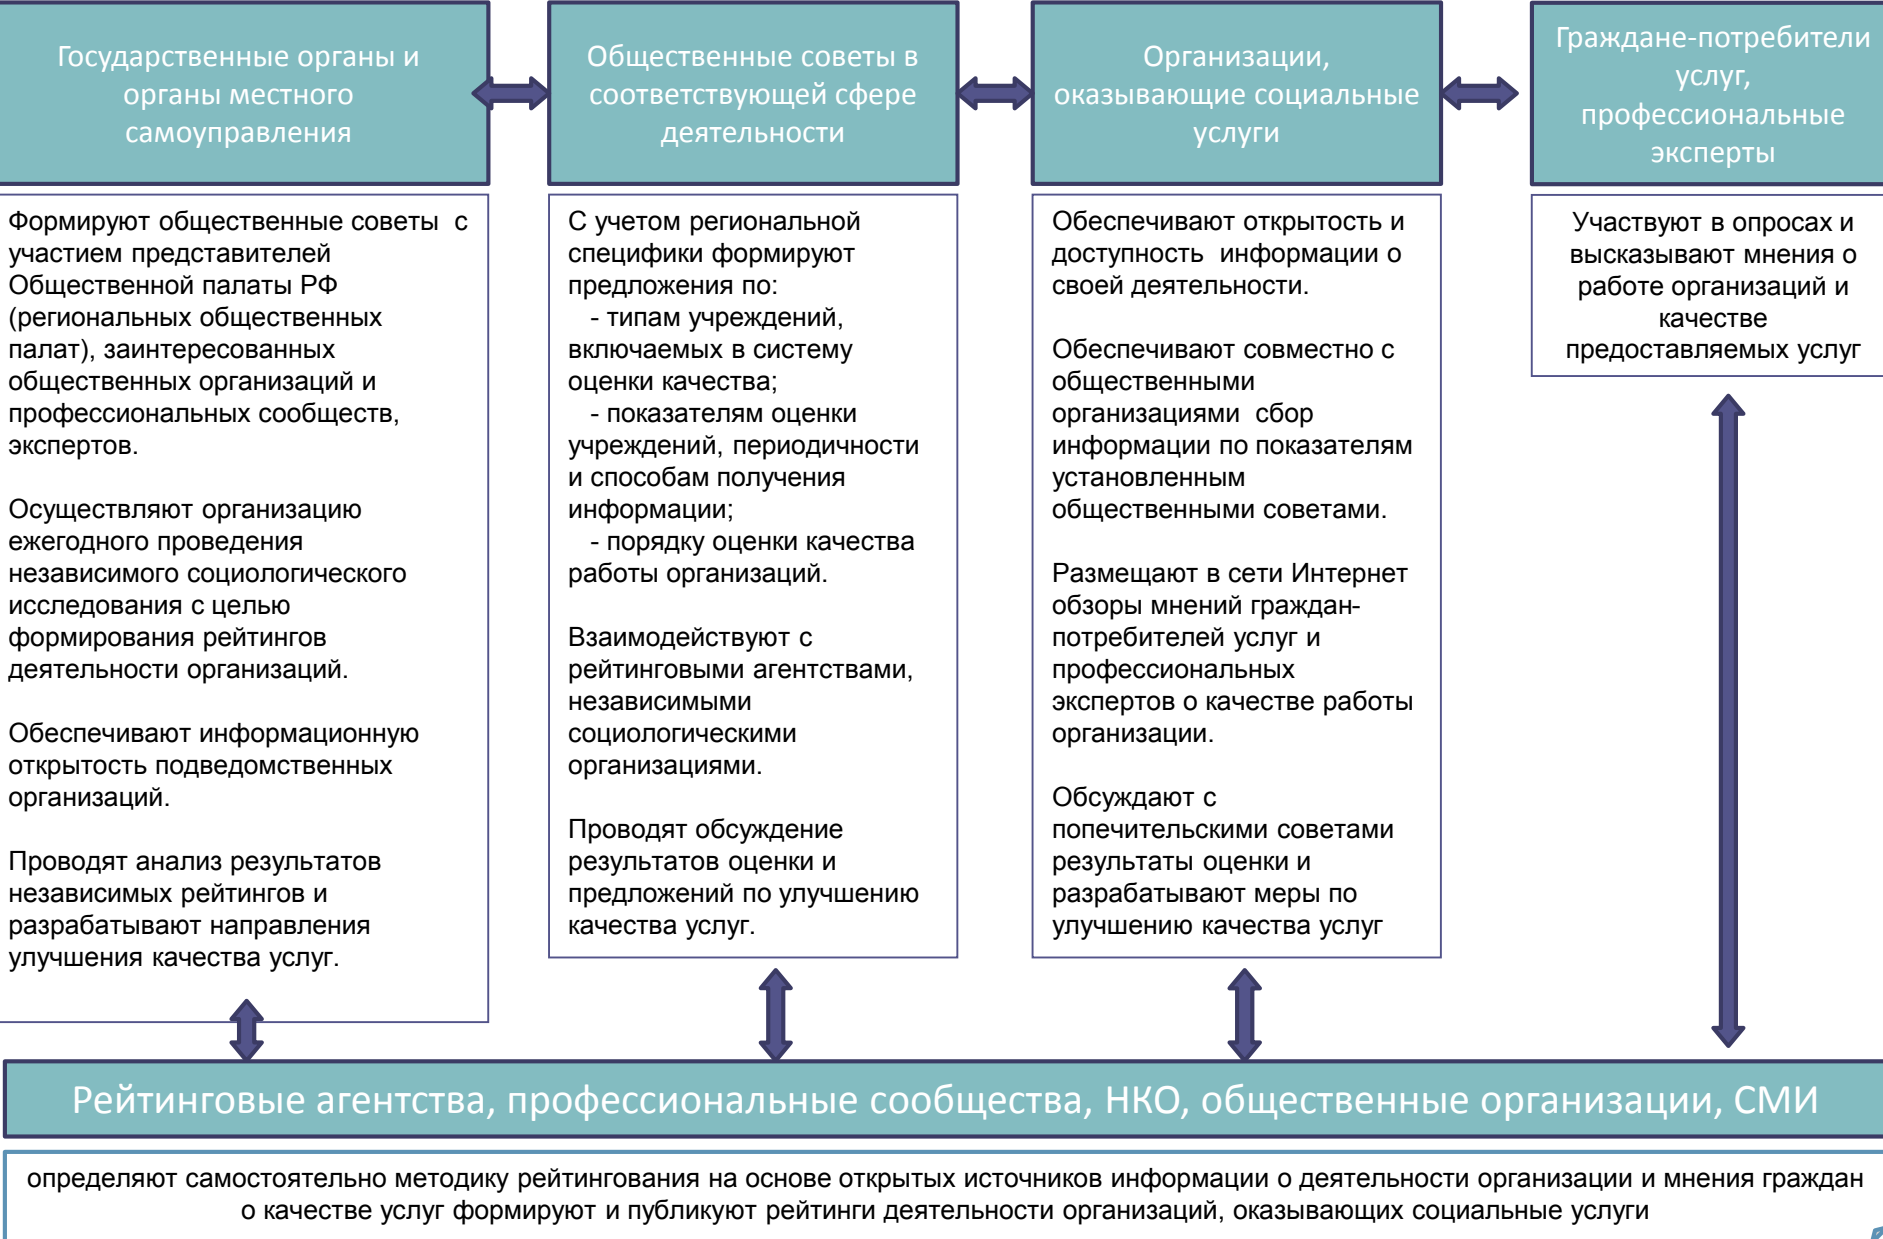 Государственные органы и
органы местного
самоуправления
Общественные советы в
соответствующей сфере
деятельности
Организации,
оказывающие социальные
услуги
Граждане-потребители
услуг,
профессиональные
эксперты
Формируют общественные советы с
участием представителей
Общественной палаты РФ
(региональных общественных
палат), заинтересованных
общественных организаций и
профессиональных сообществ,
экспертов.
Осуществляют организацию
ежегодного проведения
независимого социологического
исследования с целью
формирования рейтингов
деятельности организаций.
Обеспечивают информационную
открытость подведомственных
организаций.
Проводят анализ результатов
независимых рейтингов и
разрабатывают направления
улучшения качества услуг.
С учетом региональной
специфики формируют
предложения по:
- типам учреждений,
включаемых в систему
оценки качества;
- показателям оценки
учреждений, периодичности
и способам получения
информации;
- порядку оценки качества
работы организаций.
Взаимодействуют с
рейтинговыми агентствами,
независимыми
социологическими
организациями.
Проводят обсуждение
результатов оценки и
предложений по улучшению
качества услуг.
Обеспечивают открытость и
доступность информации о
своей деятельности.
Обеспечивают совместно с
общественными
организациями сбор
информации по показателям
установленным
общественными советами.
Размещают в сети Интернет
обзоры мнений граждан-
потребителей услуг и
профессиональных
экспертов о качестве работы
организации.
Обсуждают с
попечительскими советами
результаты оценки и
разрабатывают меры по
улучшению качества услуг
Участвуют в опросах и
высказывают мнения о
работе организаций и
качестве
предоставляемых услуг
Рейтинговые агентства, профессиональные сообщества, НКО, общественные организации, СМИ
определяют самостоятельно методику рейтингования на основе открытых источников информации о деятельности организации и мнения граждан
о качестве услуг формируют и публикуют рейтинги деятельности организаций, оказывающих социальные услуги